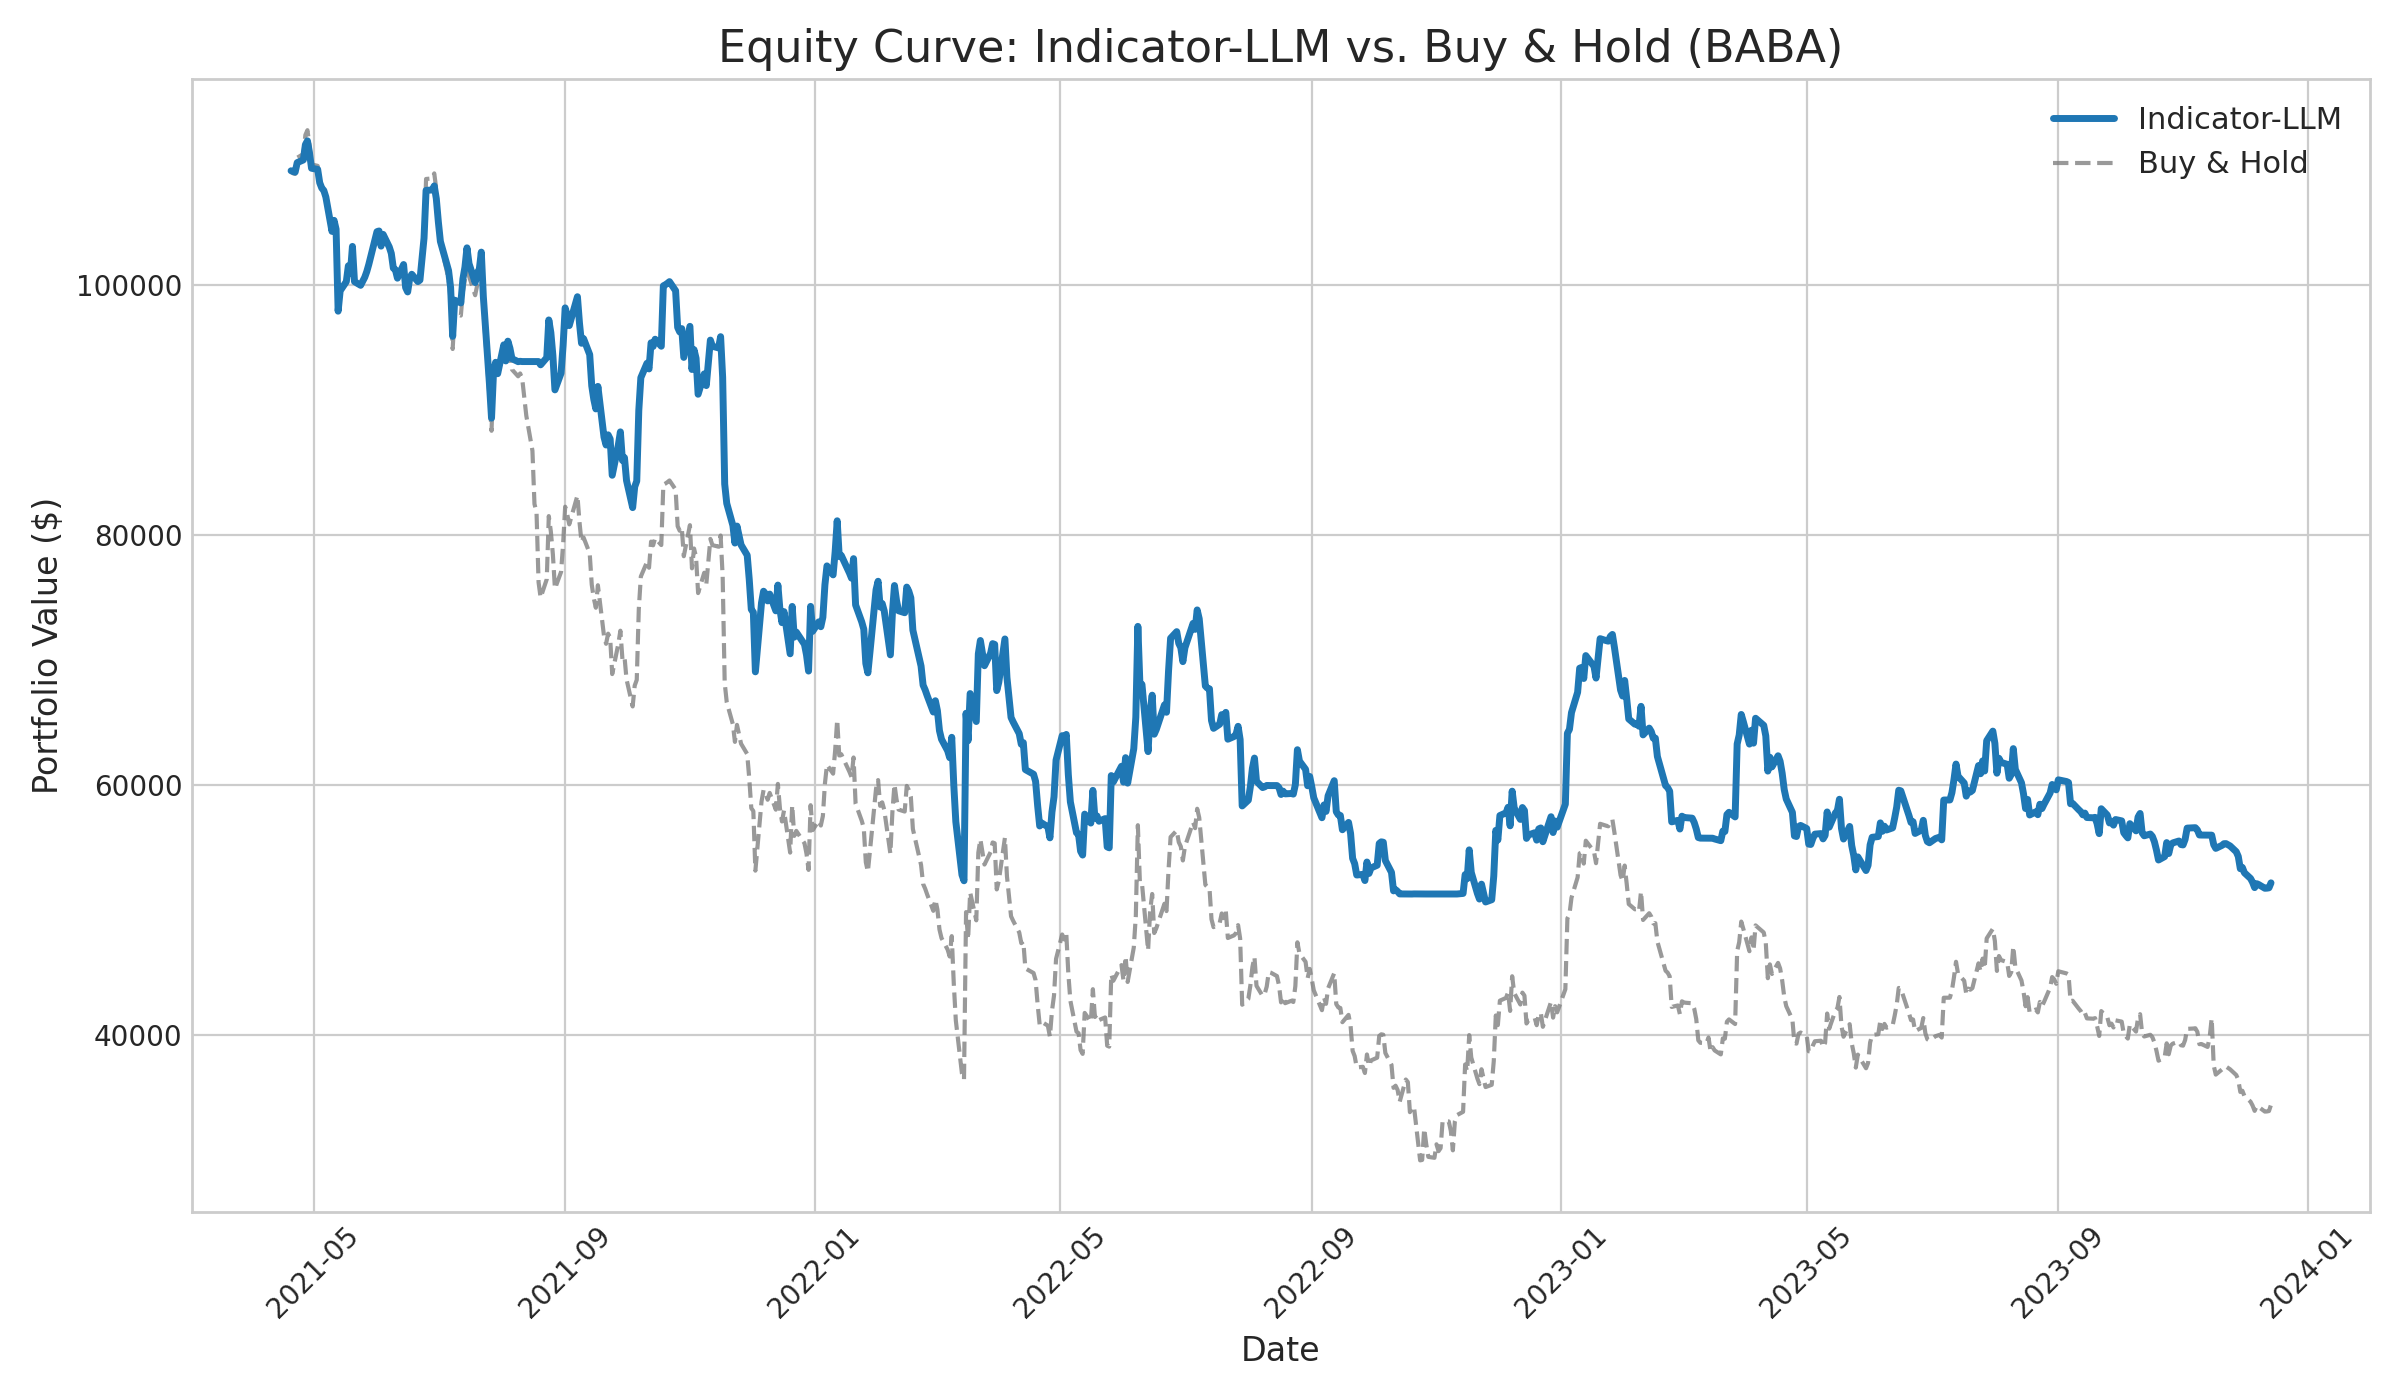 Equity Curve: Indicator-LLM vs. Buy & Hold (BABA)
Indicator-LLM
Buy & Hold
Portfolio Value ($)
100000
80000
60000
40000
2021-05
2021-09
2022-01
2022-05
2022-09
2023-01
2023-05
2023-09
2024-01
Date